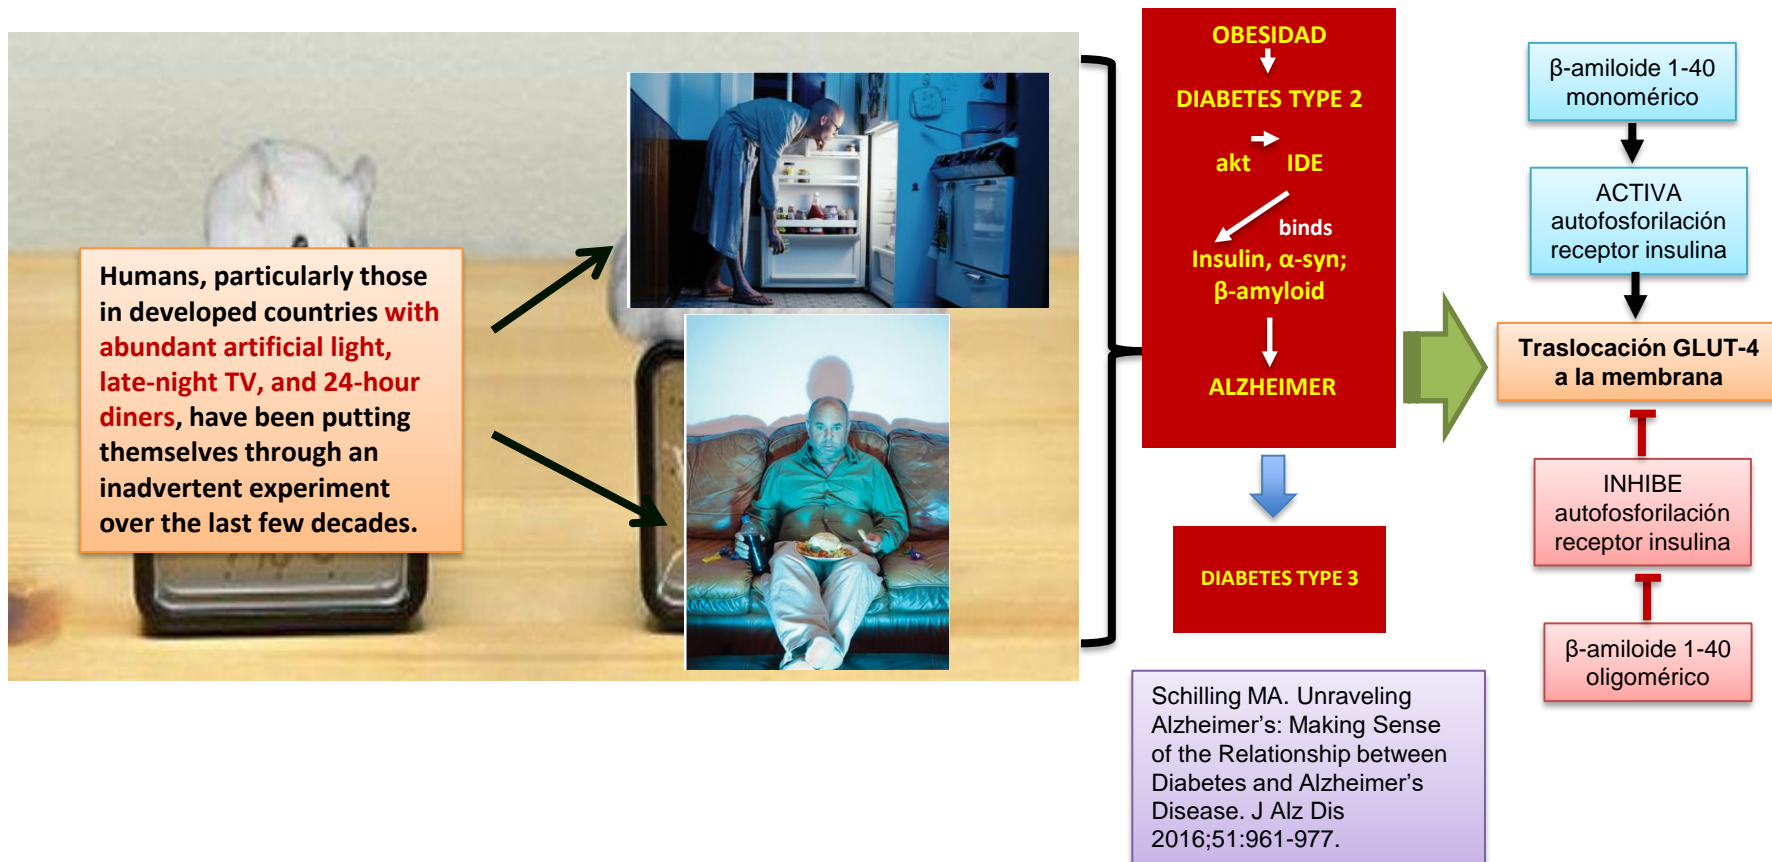 Humans, particularly those
in developed countries with
abundant artificial light,
late-night TV, and 24-hour
diners, have been putting
themselves through an
inadvertent experiment
over the last few decades.
OBESIDAD
DIABETES TYPE 2
akt IDE
binds
Insulin, α-syn;
β-amyloid
ALZHEIMER
DIABETES TYPE 3
Schilling MA. Unraveling
Alzheimer’s: Making Sense
of the Relationship between
Diabetes and Alzheimer’s
Disease. J Alz Dis
2016;51:961-977.
β-amiloide 1-40
monomérico
ACTIVA
autofosforilación
receptor insulina
Traslocación GLUT-4
a la membrana
INHIBE
autofosforilación
receptor insulina
β-amiloide 1-40
oligomérico